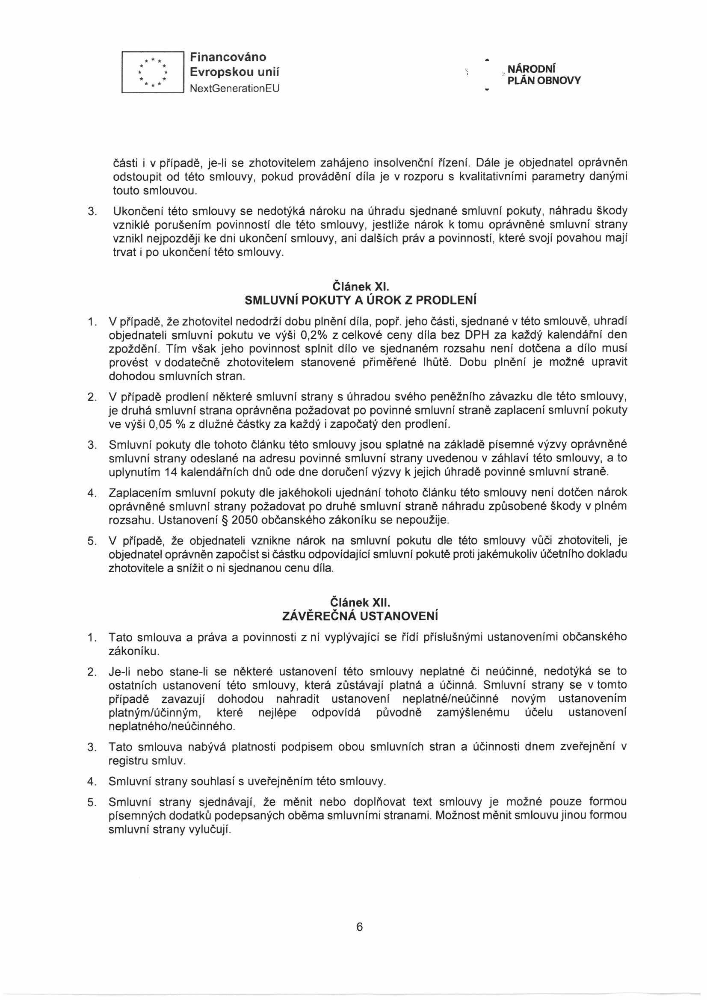 Financováno
Evropskou unií
NextGenerationEU
NÁRODNÍ
PLÁN OBNOVY
části i v případě, je-li se zhotovitelem zahájeno insolvenční řízení. Dále je objednatel oprávněn
odstoupit od této smlouvy, pokud provádění díla je v rozporu s kvalitativními parametry danými
touto smlouvou.
3. Ukončení této smlouvy se nedotýká nároku na úhradu sjednané smluvní pokuty, náhradu škody
vzniklé porušením povinností dle této smlouvy, jestliže nárok k tomu oprávněné smluvní strany
vznikl nejpozději ke dni ukončení smlouvy, ani dalších práv a povinností, které svojí povahou mají
trvat i po ukončení této smlouvy.
Článek XI.
SMLUVNÍ POKUTY A ÚROK Z PRODLENÍ
1. V případě, že zhotovitel nedodrží dobu plnění díla, popř. jeho části, sjednané v této smlouvě, uhradí
objednateli smluvní pokutu ve výši 0,2% z celkové ceny díla bez DPH za každý kalendářní den
zpoždění. Tím však jeho povinnost splnit dílo ve sjednaném rozsahu není dotčena a dílo musí
provést v dodatečně zhotovitelem stanovené přiměřené lhůtě. Dobu plnění je možné upravit
dohodou smluvních stran.
2. V případě prodlení některé smluvní strany s úhradou svého peněžního závazku dle této smlouvy,
je druhá smluvní strana oprávněna požadovat po povinné smluvní straně zaplacení smluvní pokuty
ve výši 0,05 % z dlužné částky za každý i započatý den prodlení.
3. Smluvní pokuty dle tohoto článku této smlouvy jsou splatné na základě písemné výzvy oprávněné
smluvní strany odeslané na adresu povinné smluvní strany uvedenou v záhlaví této smlouvy, a to
uplynutím 14 kalendářních dnů ode dne doručení výzvy k jejich úhradě povinné smluvní straně.
4. Zaplacením smluvní pokuty dle jakéhokoli ujednání tohoto článku této smlouvy není dotčen nárok
oprávněné smluvní strany požadovat po druhé smluvní straně náhradu způsobené škody v plném
rozsahu. Ustanovení § 2050 občanského zákoníku se nepoužije.
5. V případě, že objednateli vznikne nárok na smluvní pokutu dle této smlouvy vůči zhotoviteli, je
objednatel oprávněn započíst si částku odpovídající smluvní pokutě proti jakémukoliv účetního dokladu
zhotovitele a snížit o ni sjednanou cenu díla.
Článek XII.
ZÁVĚREČNÁ USTANOVENÍ
1. Tato smlouva a práva a povinnosti z ní vyplývající se řídí příslušnými ustanoveními občanského
zákoníku.
2. Je-li nebo stane-li se některé ustanovení této smlouvy neplatné či neúčinné, nedotýká se to
ostatních ustanovení této smlouvy, která zůstávají platná a účinná. Smluvní strany se v tomto
případě zavazují dohodou nahradit ustanovení neplatné/neúčinné novým ustanovením
platným/účinným, které nejlépe odpovídá původně zamýšlenému účelu ustanovení
neplatného/neúčinného.
3. Tato smlouva nabývá platnosti podpisem obou smluvních stran a účinnosti dnem zveřejnění v
registru smluv.
4. Smluvní strany souhlasí s uveřejněním této smlouvy.
5. Smluvní strany sjednávají, že měnit nebo doplňovat text smlouvy je možné pouze formou
písemných dodatků podepsaných oběma smluvními stranami. Možnost měnit smlouvu jinou formou
smluvní strany vylučují.
6